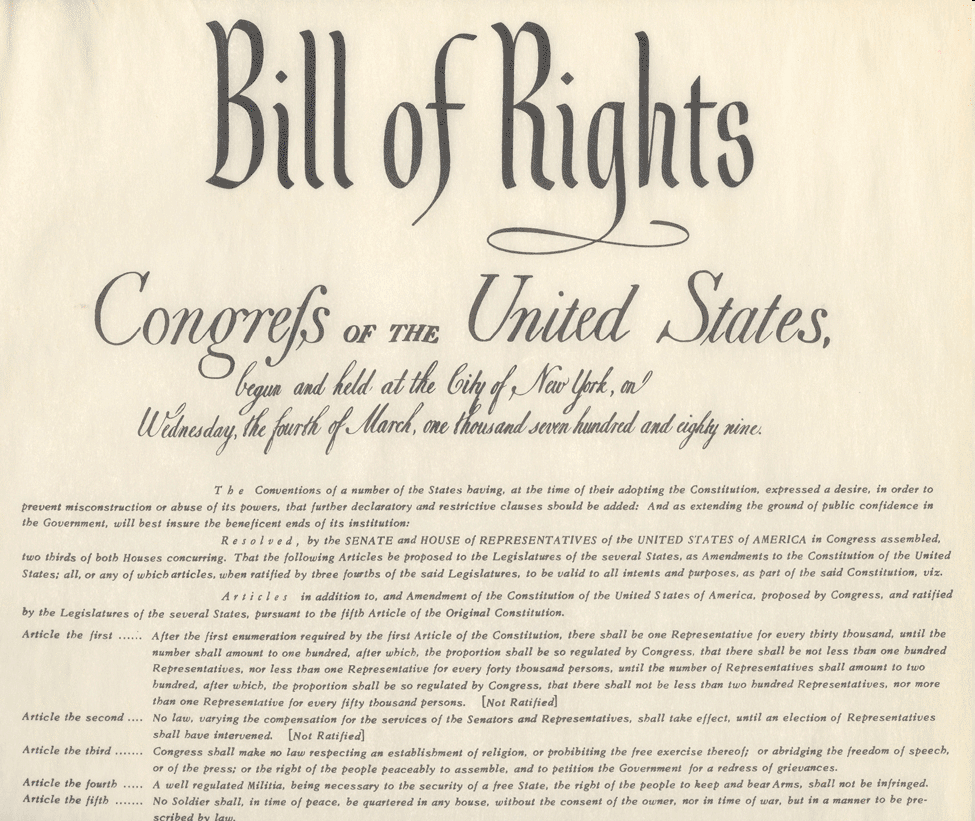 Bill of Rights
Congreſs OF THE United States,
begun and held at the City of New York, on
Wednesday, the fourth of March, one thousand seven hundred and eighty nine.
The Conventions of a number of the States having, at the time of their adopting the Constitution, expressed a desire, in order to
prevent misconstruction or abuse of its powers, that further declaratory and restrictive clauses should be added: And as extending the ground of public confidence in
the Government, will best insure the beneficent ends of its institution:
Resolved, by the SENATE and HOUSE of REPRESENTATIVES of the UNITED STATES of AMERICA in Congress assembled,
two thirds of both Houses concurring. That the following Articles be proposed to the Legislatures of the several States, as Amendments to the Constitution of the United
States; all, or any of which articles, when ratified by three fourths of the said Legislatures, to be valid to all intents and purposes, as part of the said Constitution, viz.
Articles in addition to, and Amendment of the Constitution of the United States of America, proposed by Congress, and ratified
by the Legislatures of the several States, pursuant to the fifth Article of the Original Constitution.
Article the first ...... After the first enumeration required by the first Article of the Constitution, there shall be one Representative for every thirty thousand, until the
number shall amount to one hundred, after which, the proportion shall be so regulated by Congress, that there shall be not less than one hundred
Representatives, nor less than one Representative for every forty thousand persons, until the number of Representatives shall amount to two
hundred, after which, the proportion shall be so regulated by Congress, that there shall not be less than two hundred Representatives, nor more
than one Representative for every fifty thousand persons. [Not Ratified]
Article the second .... No law, varying the compensation for the services of the Senators and Representatives, shall take effect, until an election of Representatives
shall have intervened. [Not Ratified]
Article the third ....... Congress shall make no law respecting an establishment of religion, or prohibiting the free exercise thereof; or abridging the freedom of speech,
or of the press; or the right of the people peaceably to assemble, and to petition the Government for a redress of grievances.
Article the fourth ..... A well regulated Militia, being necessary to the security of a free State, the right of the people to keep and bear Arms, shall not be infringed.
Article the fifth ....... No Soldier shall, in time of peace, be quartered in any house, without the consent of the owner, nor in time of war, but in a manner to be pre-
scribed by law.